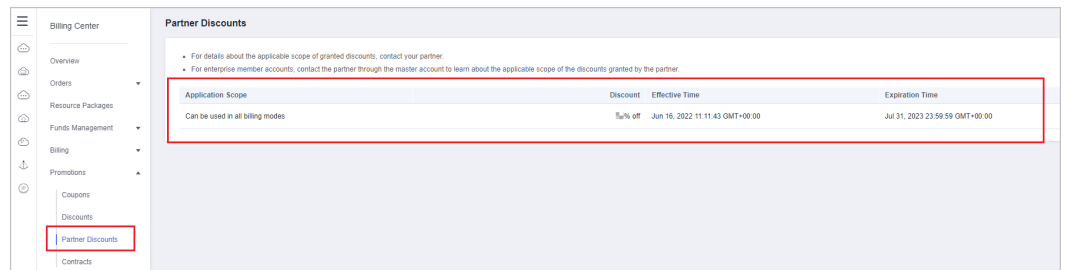 Billing Center
Overview
Orders
Resource Packages
Funds Management
Billing
Promotions
Coupons
Discounts
Partner Discounts
Contracts
Partner Discounts
For details about the applicable scope of granted discounts, contact your partner.
For enterprise member accounts, contact the partner through the master account to learn about the applicable scope of the discounts granted by the partner.
Application Scope Discount Effective Time Expiration Time
Can be used in all billing modes % off Jun 16, 2022 11:11:43 GMT+00:00 Jul 31, 2023 23:59:59 GMT+00:00